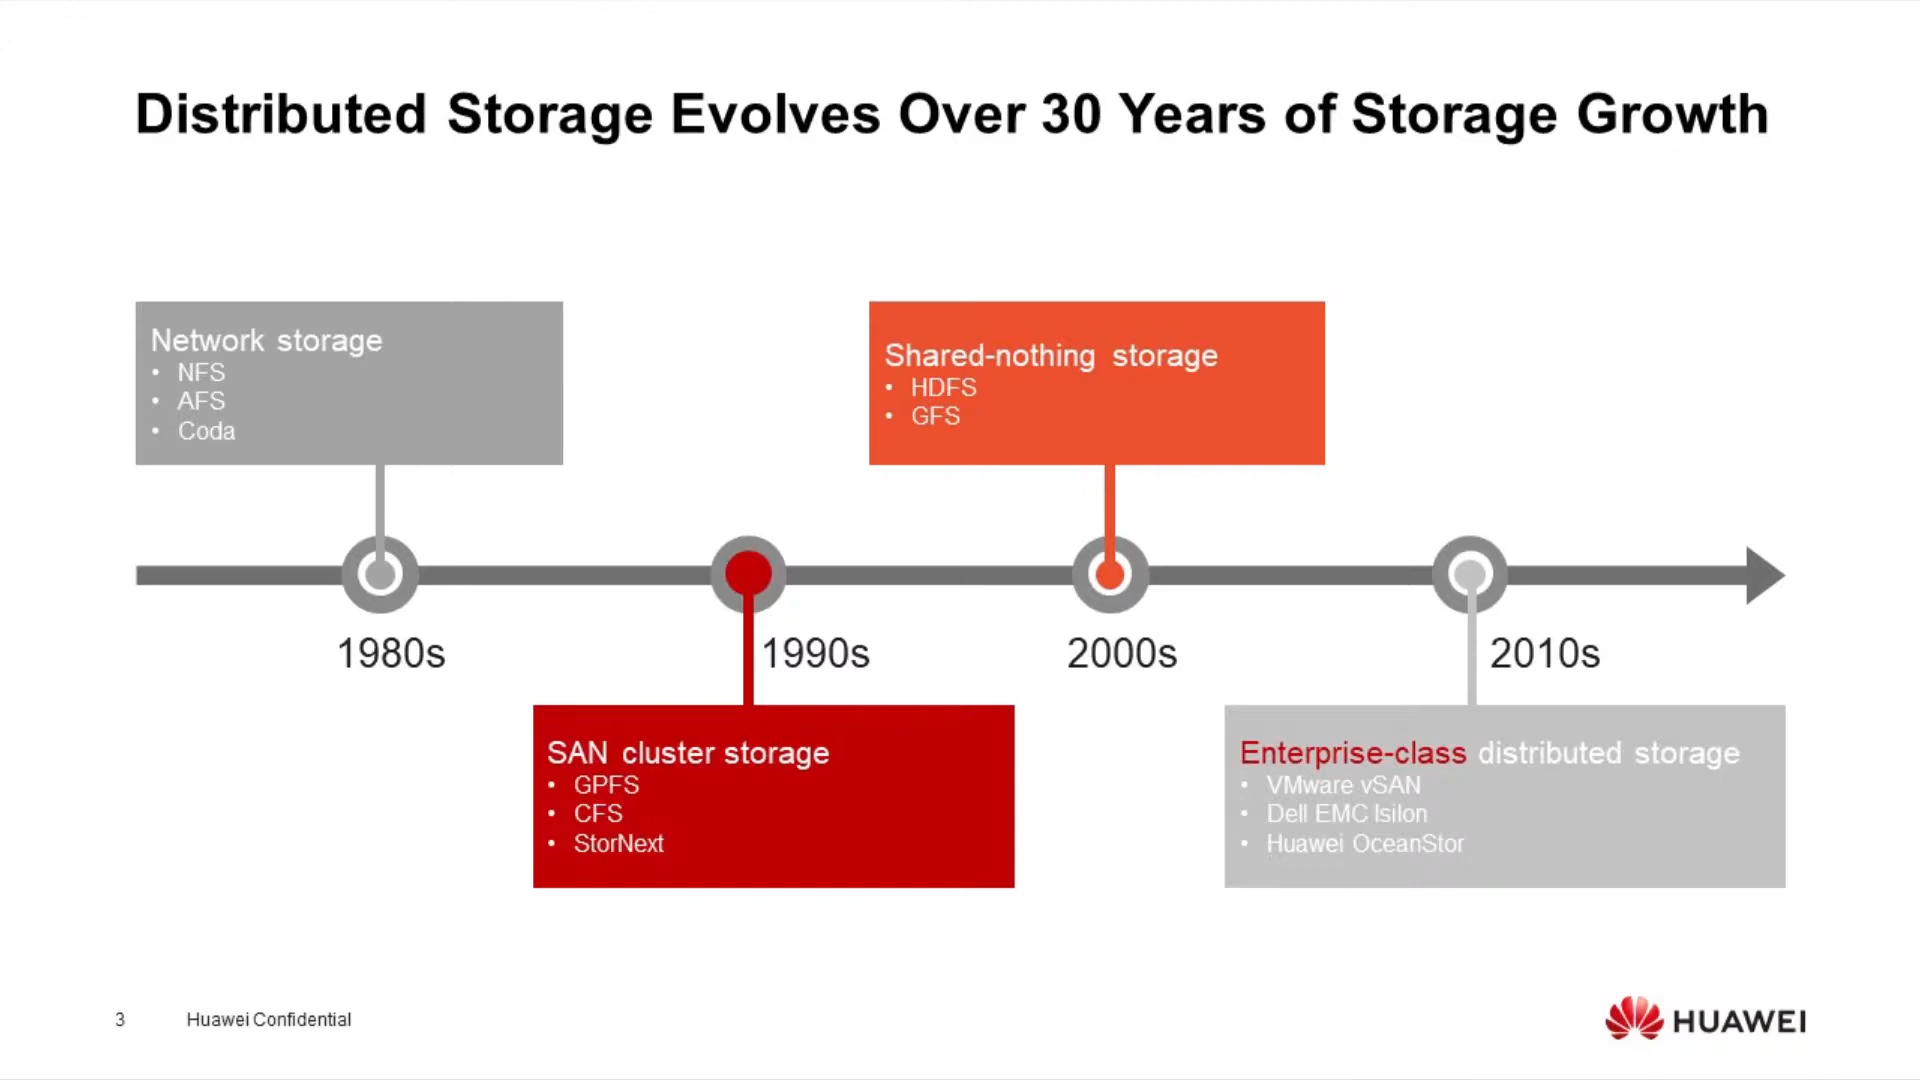 Distributed Storage Evolves Over 30 Years of Storage Growth
Network storage
• NFS
• AFS
• Coda
Shared-nothing storage
• HDFS
• GFS
1980s
1990s
2000s
2010s
SAN cluster storage
• GPFS
• CFS
• StorNext
Enterprise-class distributed storage
• VMware vSAN
• Dell EMC Isilon
• Huawei OceanStor
3 Huawei Confidential
HUAWEI